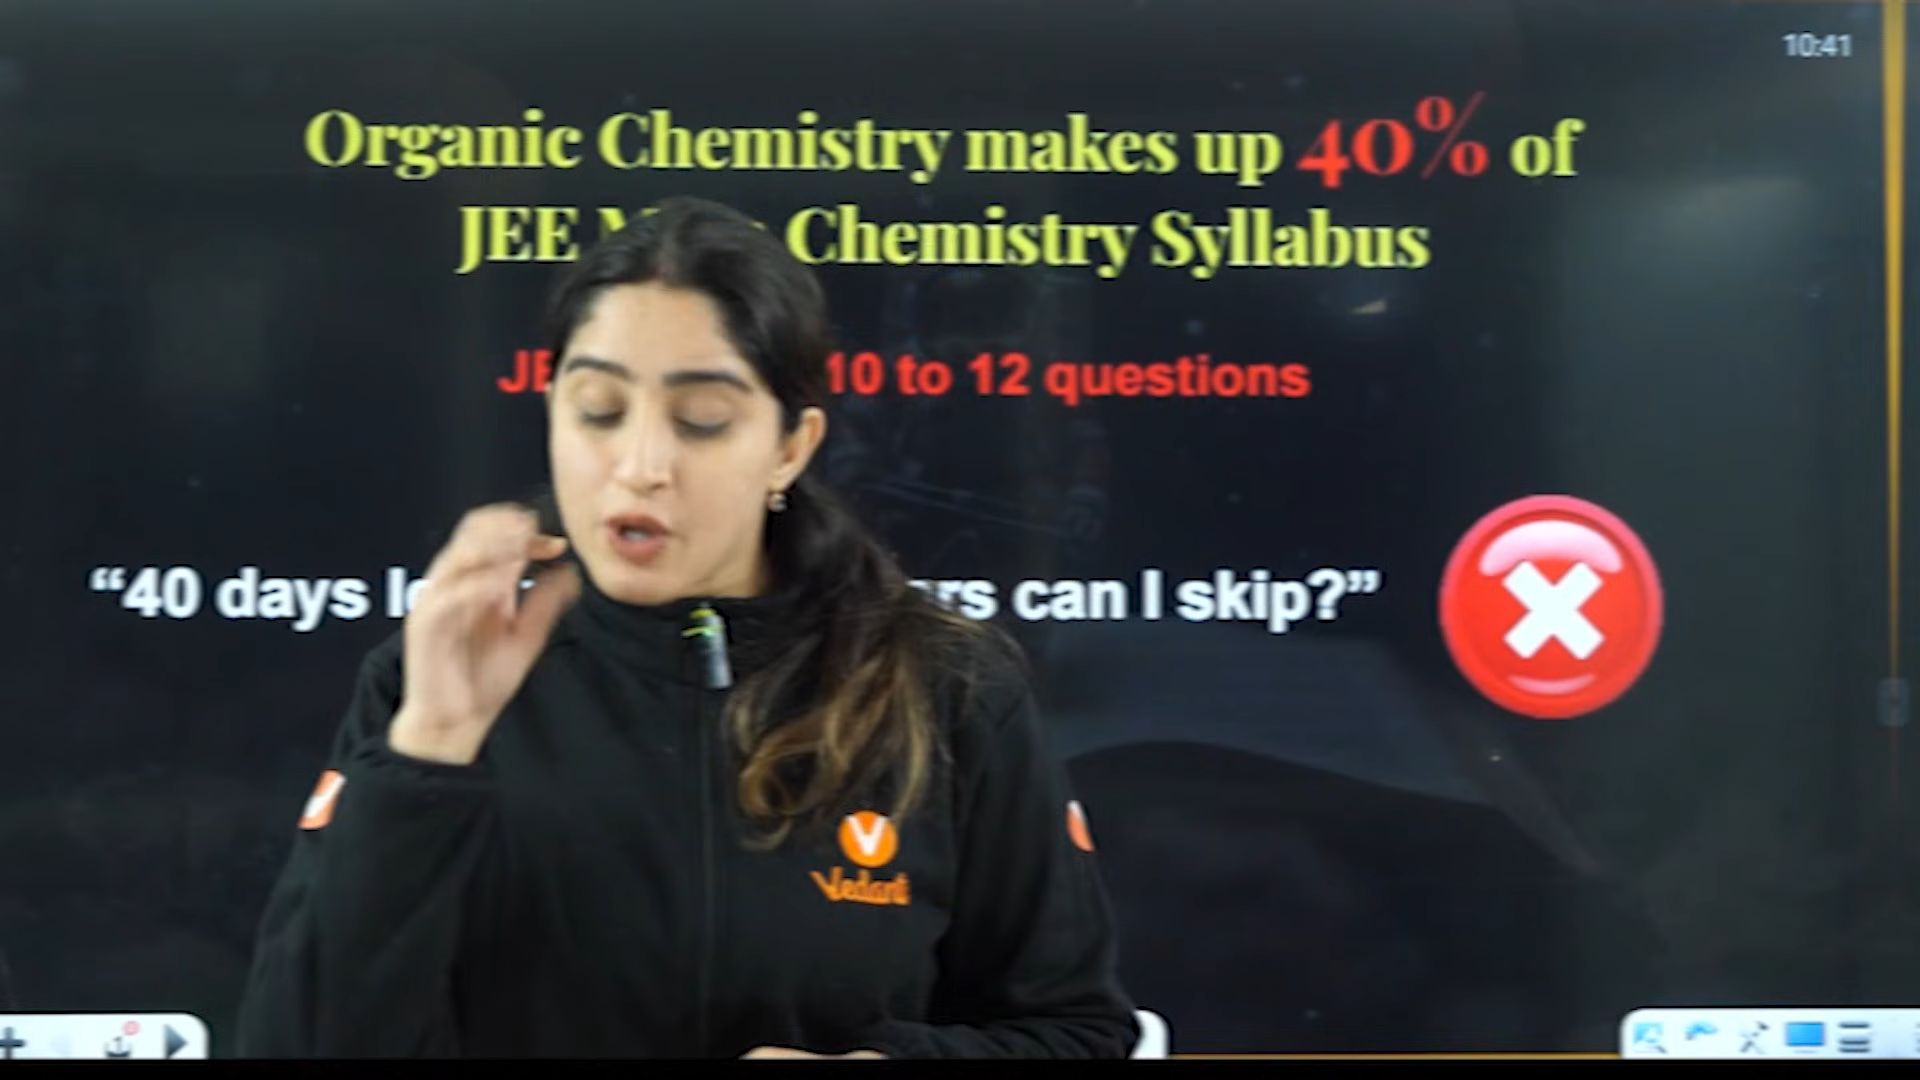 10:41
Organic Chemistry makes up 40% of
JEE Chemistry Syllabus
10 to 12 questions
“40 days can I skip?”
V
Vedantu